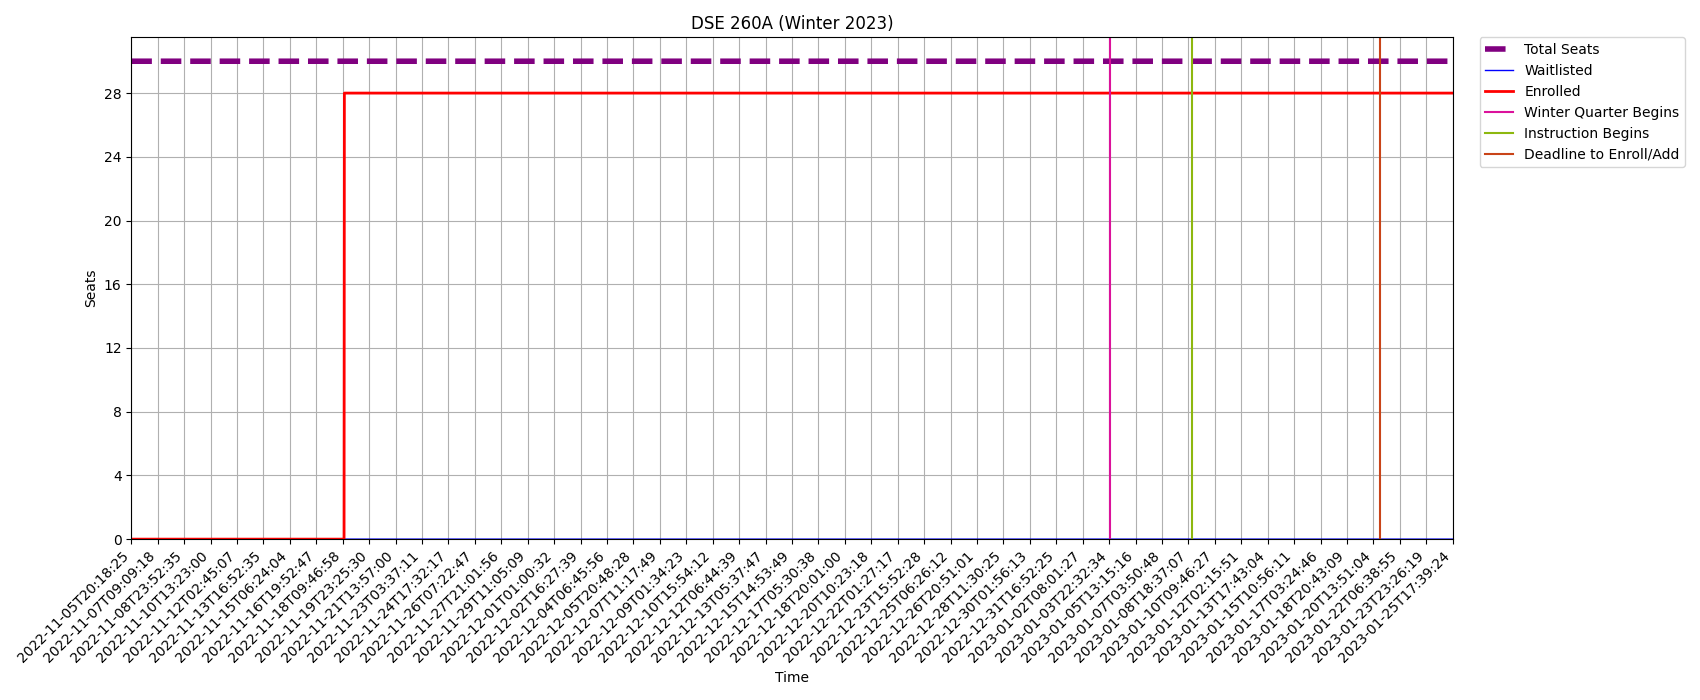 DSE 260A (Winter 2023)
Total Seats
Waitlisted
Enrolled
Winter Quarter Begins
Instruction Begins
Deadline to Enroll/Add
Seats
28
24
20
16
12
8
4
0
2022-11-05T20:18:25
2022-11-07T09:09:18
2022-11-08T23:52:35
2022-11-10T13:23:00
2022-11-12T02:45:07
2022-11-13T16:52:35
2022-11-15T06:24:04
2022-11-16T19:52:47
2022-11-18T09:46:58
2022-11-19T23:25:30
2022-11-21T13:57:00
2022-11-23T03:37:11
2022-11-24T17:32:17
2022-11-26T07:22:47
2022-11-27T21:01:56
2022-11-29T11:05:09
2022-12-01T01:00:32
2022-12-02T16:27:39
2022-12-04T06:45:56
2022-12-05T20:48:28
2022-12-07T11:17:49
2022-12-09T01:34:23
2022-12-10T15:54:12
2022-12-12T06:44:39
2022-12-13T05:37:47
2022-12-15T14:53:49
2022-12-17T05:30:38
2022-12-18T20:01:00
2022-12-20T10:23:18
2022-12-22T01:27:17
2022-12-23T15:52:28
2022-12-25T06:26:12
2022-12-26T20:51:01
2022-12-28T11:30:25
2022-12-30T01:56:13
2022-12-31T16:52:25
2023-01-02T08:01:27
2023-01-03T22:32:34
2023-01-05T13:15:16
2023-01-07T03:50:48
2023-01-08T18:37:07
2023-01-10T09:46:27
2023-01-12T02:15:51
2023-01-13T17:43:04
2023-01-15T10:56:11
2023-01-17T03:24:46
2023-01-18T20:43:09
2023-01-20T13:51:04
2023-01-22T06:38:55
2023-01-23T23:26:19
2023-01-25T17:39:24
Time